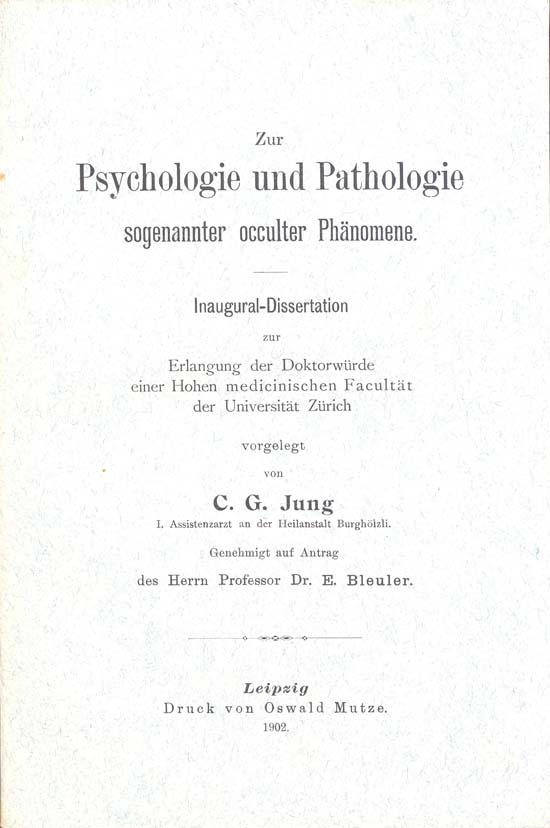 Zur
Psychologie und Pathologie
sogenannter occulter Phänomene.
Inaugural-Dissertation
zur
Erlangung der Doktorwürde
einer Hohen medicinischen Facultät
der Universität Zürich
vorgelegt
von
C. G. Jung
I. Assistenzarzt an der Heilanstalt Burghölzli.
Genehmigt auf Antrag
des Herrn Professor Dr. E. Bleuler.
Leipzig
Druck von Oswald Mutze.
1902.